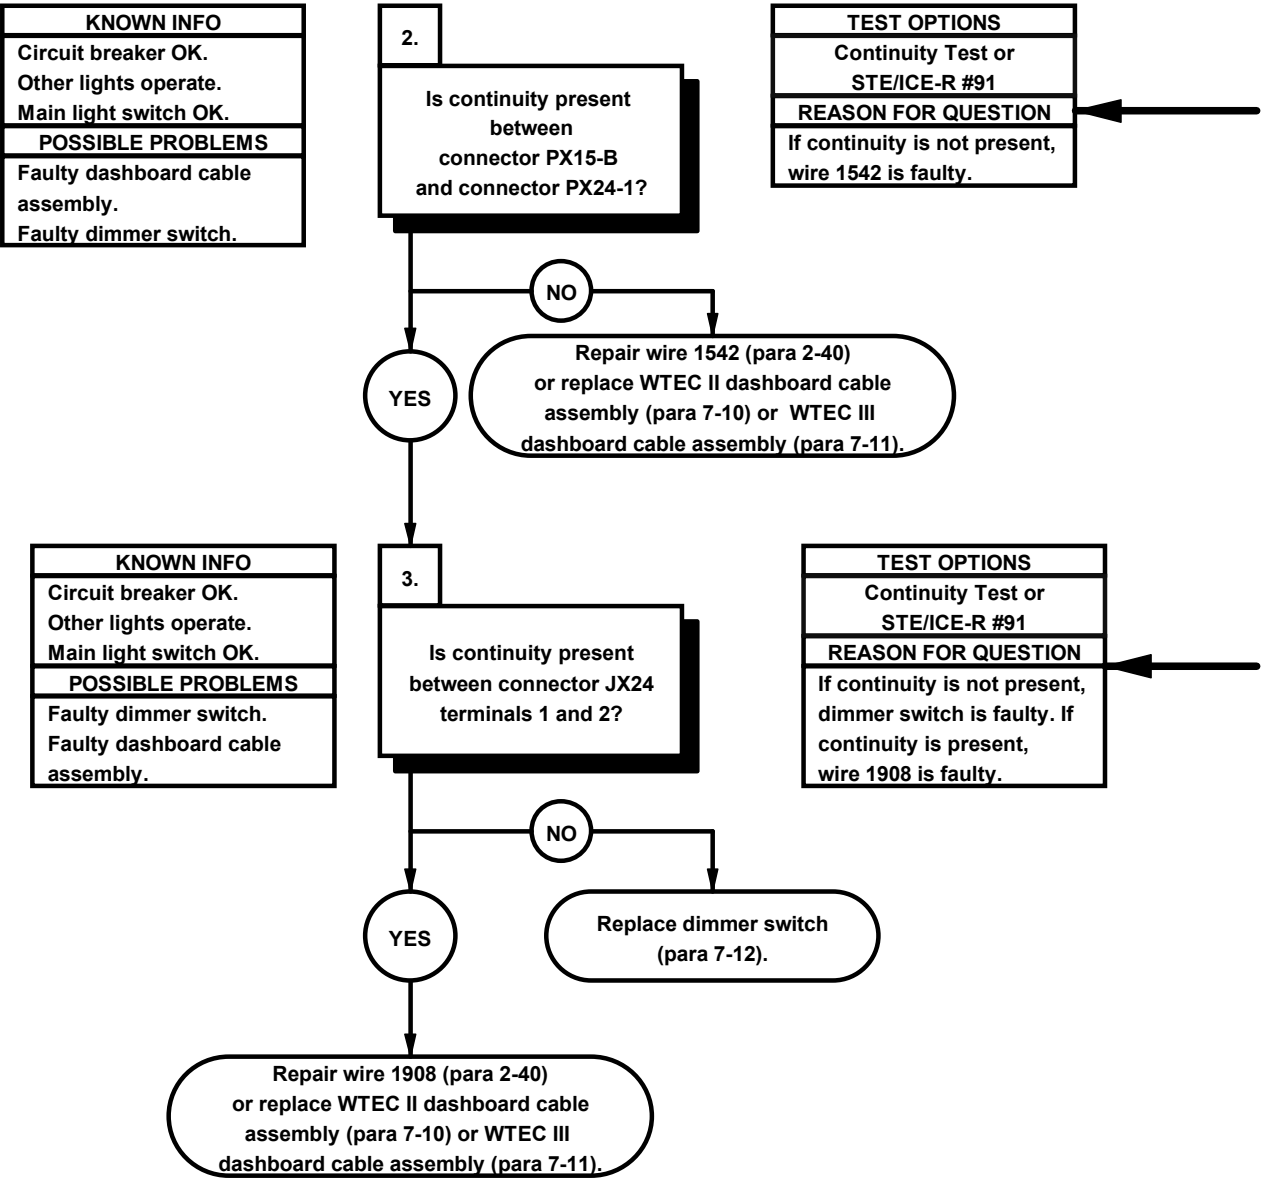 KNOWN INFO
Circuit breaker OK.
Other lights operate.
Main light switch OK.
POSSIBLE PROBLEMS
Faulty dashboard cable
assembly.
Faulty dimmer switch.
2.
Is continuity present
between
connector PX15-B
and connector PX24-1?
TEST OPTIONS
Continuity Test or
STE/ICE-R #91
REASON FOR QUESTION
If continuity is not present,
wire 1542 is faulty.
NO
YES
Repair wire 1542 (para 2-40)
or replace WTEC II dashboard cable
assembly (para 7-10) or WTEC III
dashboard cable assembly (para 7-11).
KNOWN INFO
Circuit breaker OK.
Other lights operate.
Main light switch OK.
POSSIBLE PROBLEMS
Faulty dimmer switch.
Faulty dashboard cable
assembly.
3.
Is continuity present
between connector JX24
terminals 1 and 2?
TEST OPTIONS
Continuity Test or
STE/ICE-R #91
REASON FOR QUESTION
If continuity is not present,
dimmer switch is faulty. If
continuity is present,
wire 1908 is faulty.
NO
YES
Replace dimmer switch
(para 7-12).
Repair wire 1908 (para 2-40)
or replace WTEC II dashboard cable
assembly (para 7-10) or WTEC III
dashboard cable assembly (para 7-11).